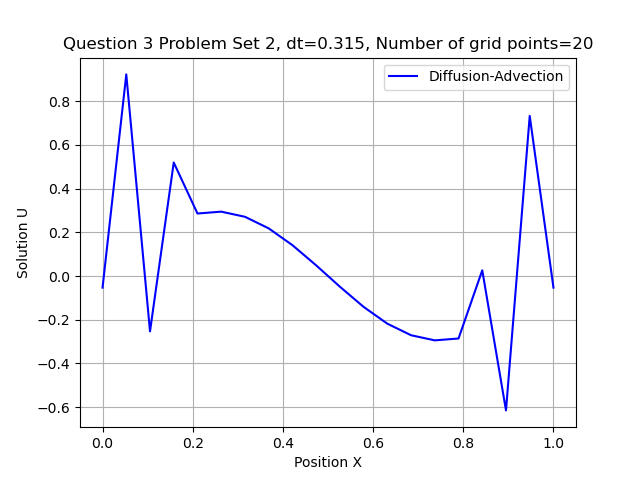 Question 3 Problem Set 2, dt=0.315, Number of grid points=20
Diffusion-Advection
0.8
0.6
0.4
0.2
0.0
−0.2
−0.4
−0.6
Solution U
0.0 0.2 0.4 0.6 0.8 1.0
Position X